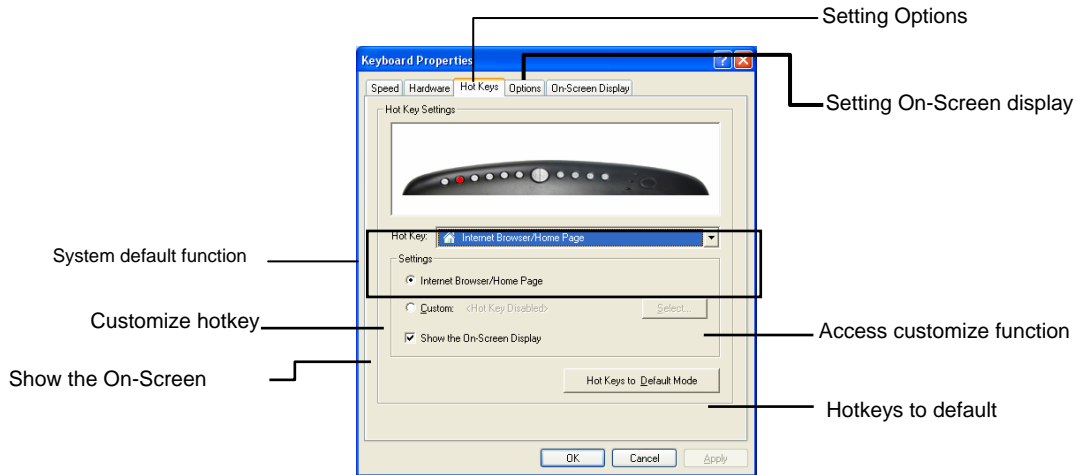 Setting Options
Keyboard Properties
Speed Hardware Hot Keys Options On-Screen Display
Setting On-Screen display
Hot Key Settings
Hot Key: Internet Browser/Home Page
System default function
Settings
Internet Browser/Home Page
Custom: <Hot Key Disabled> Select...
Customize hotkey
Access customize function
Show the On-Screen Display
Show the On-Screen
Hot Keys to Default Mode
Hotkeys to default
OK Cancel Apply